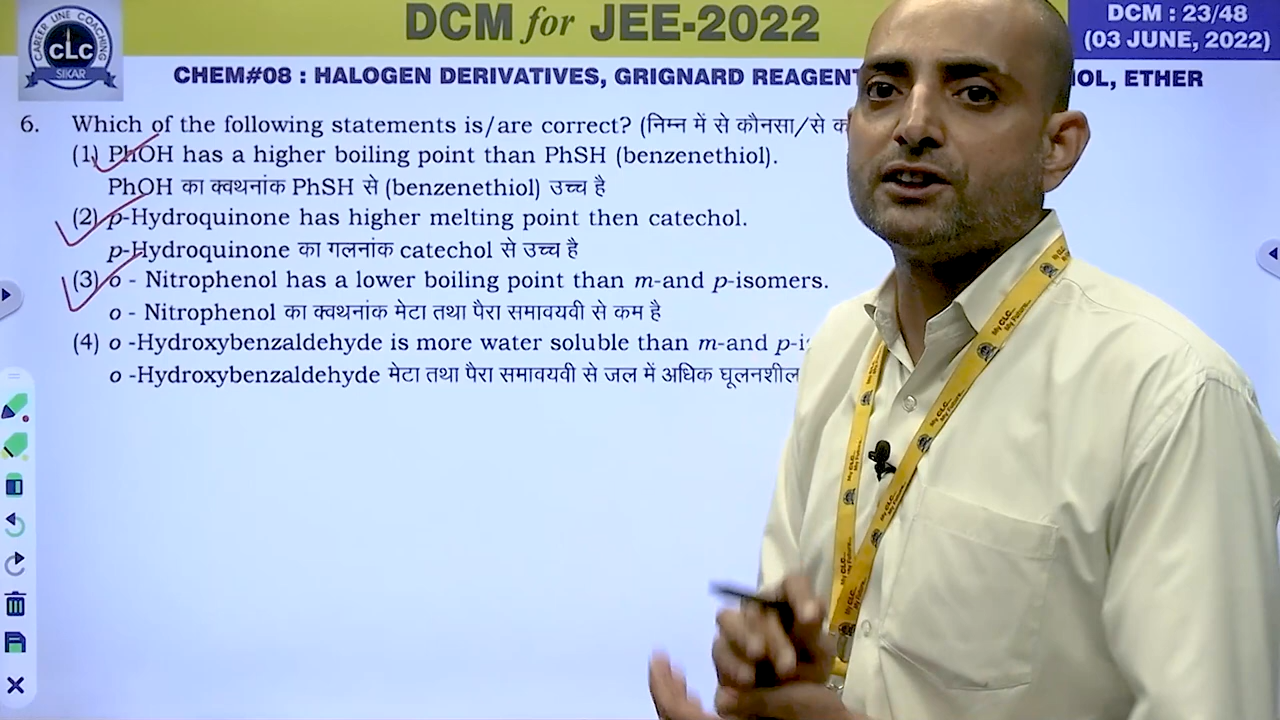 CAREER LINE COACHING
CLC
SIKAR
DCM for JEE-2022
DCM : 23/48
(03 JUNE, 2022)
CHEM#08 : HALOGEN DERIVATIVES, GRIGNARD REAGENT OL, ETHER
6. Which of the following statements is/are correct? (निम्न में से कौनसा/से
(1) PhOH has a higher boiling point than PhSH (benzenethiol).
PhOH का क्वथनांक PhSH से (benzenethiol) उच्च है
(2) p-Hydroquinone has higher melting point then catechol.
p-Hydroquinone का गलनांक catechol से उच्च है
(3) o - Nitrophenol has a lower boiling point than m-and p-isomers.
o - Nitrophenol का क्वथनांक मेटा तथा पैरा समावयवी से कम है
(4) o -Hydroxybenzaldehyde is more water soluble than m-and p-i
o -Hydroxybenzaldehyde मेटा तथा पैरा समावयवी से जल में अधिक घूलनशील
My CLC...
My Future...